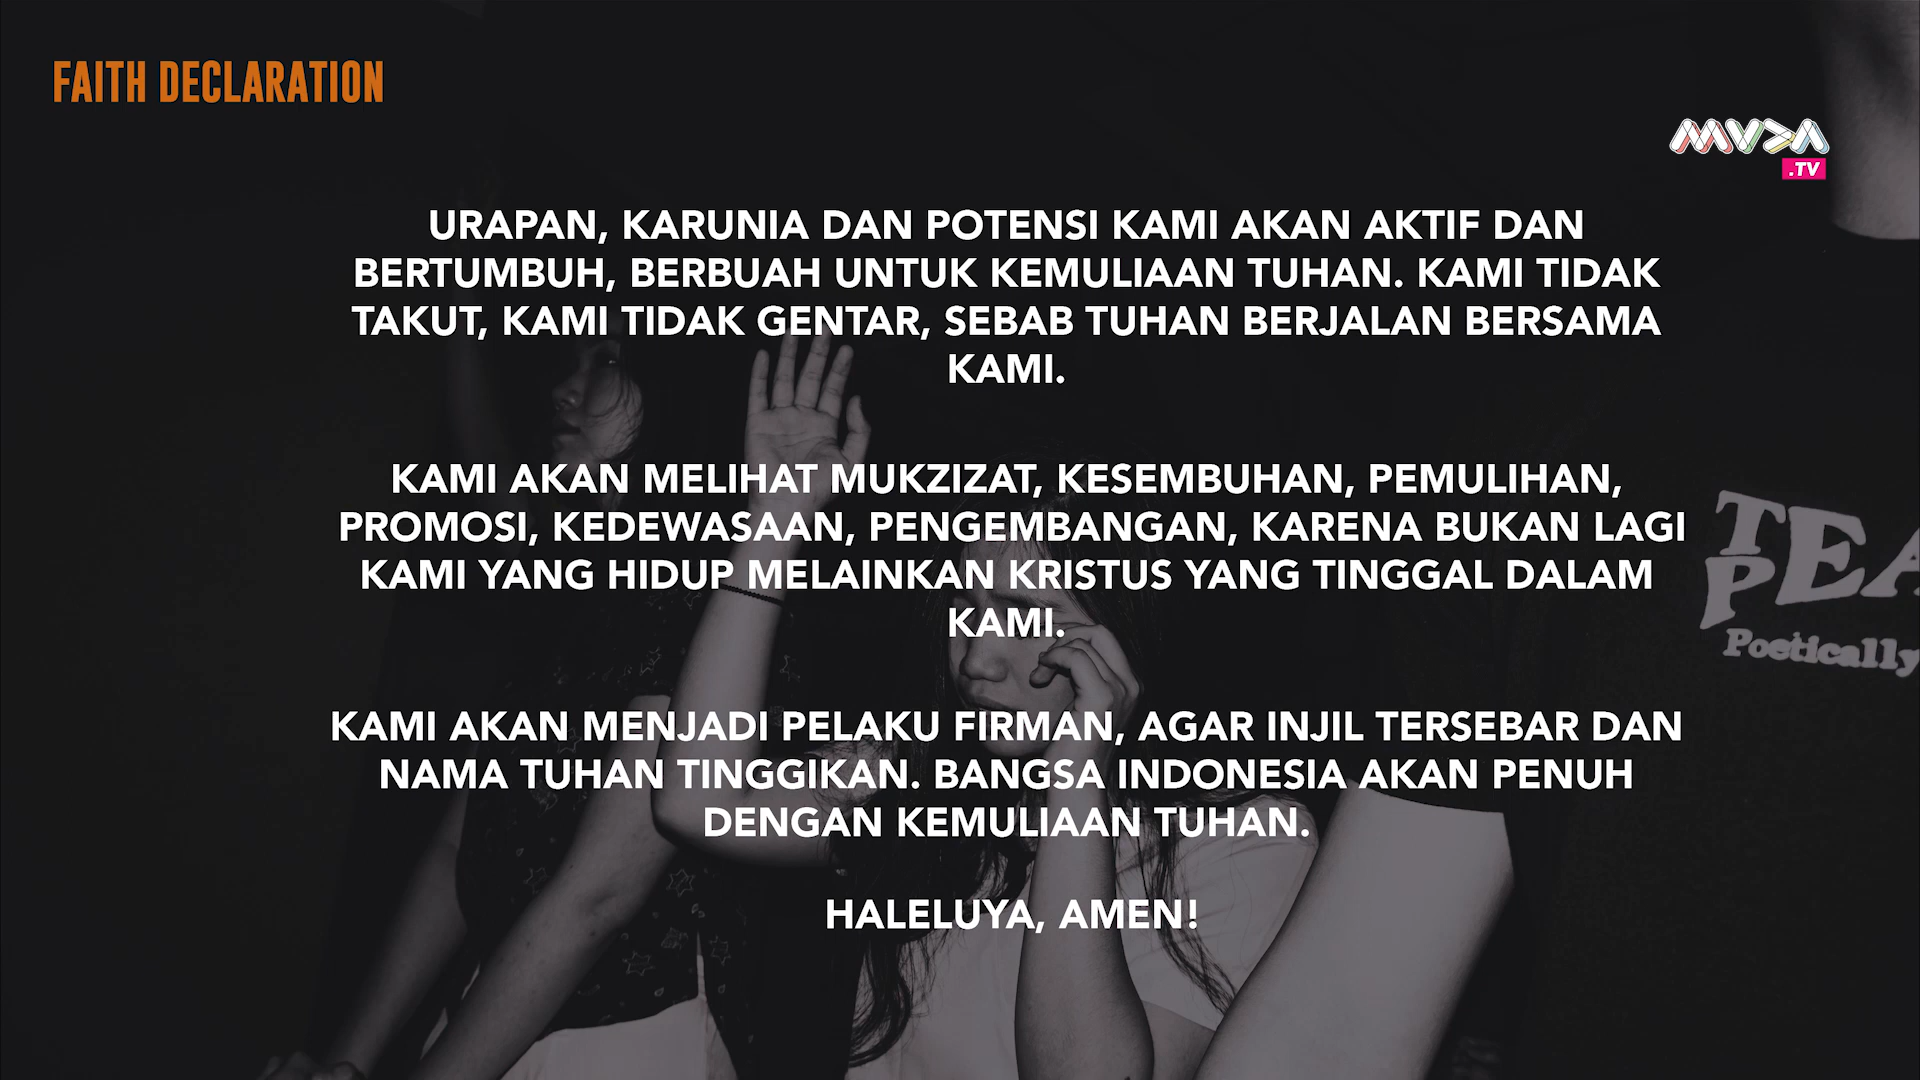 FAITH DECLARATION
MVDA
.TV
URAPAN, KARUNIA DAN POTENSI KAMI AKAN AKTIF DAN
BERTUMBUH, BERBUAH UNTUK KEMULIAAN TUHAN. KAMI TIDAK
TAKUT, KAMI TIDAK GENTAR, SEBAB TUHAN BERJALAN BERSAMA
KAMI.
KAMI AKAN MELIHAT MUKZIZAT, KESEMBUHAN, PEMULIHAN,
PROMOSI, KEDEWASAAN, PENGEMBANGAN, KARENA BUKAN LAGI
KAMI YANG HIDUP MELAINKAN KRISTUS YANG TINGGAL DALAM
KAMI.
TEA
P
Poetically
KAMI AKAN MENJADI PELAKU FIRMAN, AGAR INJIL TERSEBAR DAN
NAMA TUHAN TINGGIKAN. BANGSA INDONESIA AKAN PENUH
DENGAN KEMULIAAN TUHAN.
HALELUYA, AMEN!